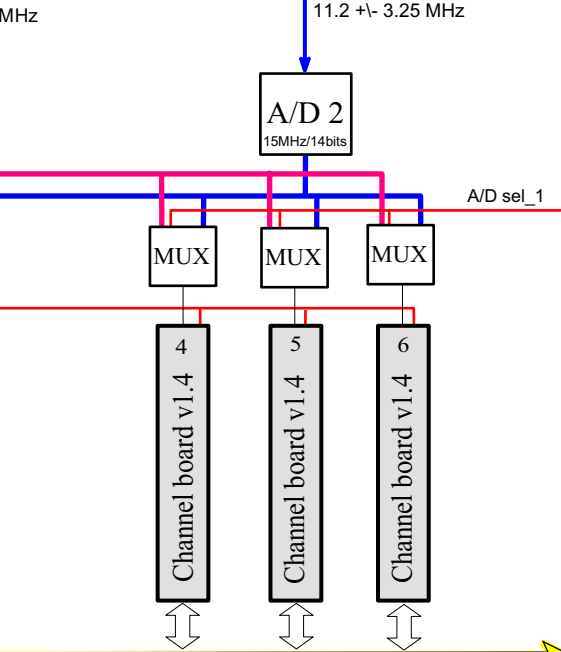 MHz
11.2 +\- 3.25 MHz
A/D 2
15MHz/14bits
A/D sel_1
MUX
MUX
MUX
4
5
6
Channel board v1.4
Channel board v1.4
Channel board v1.4